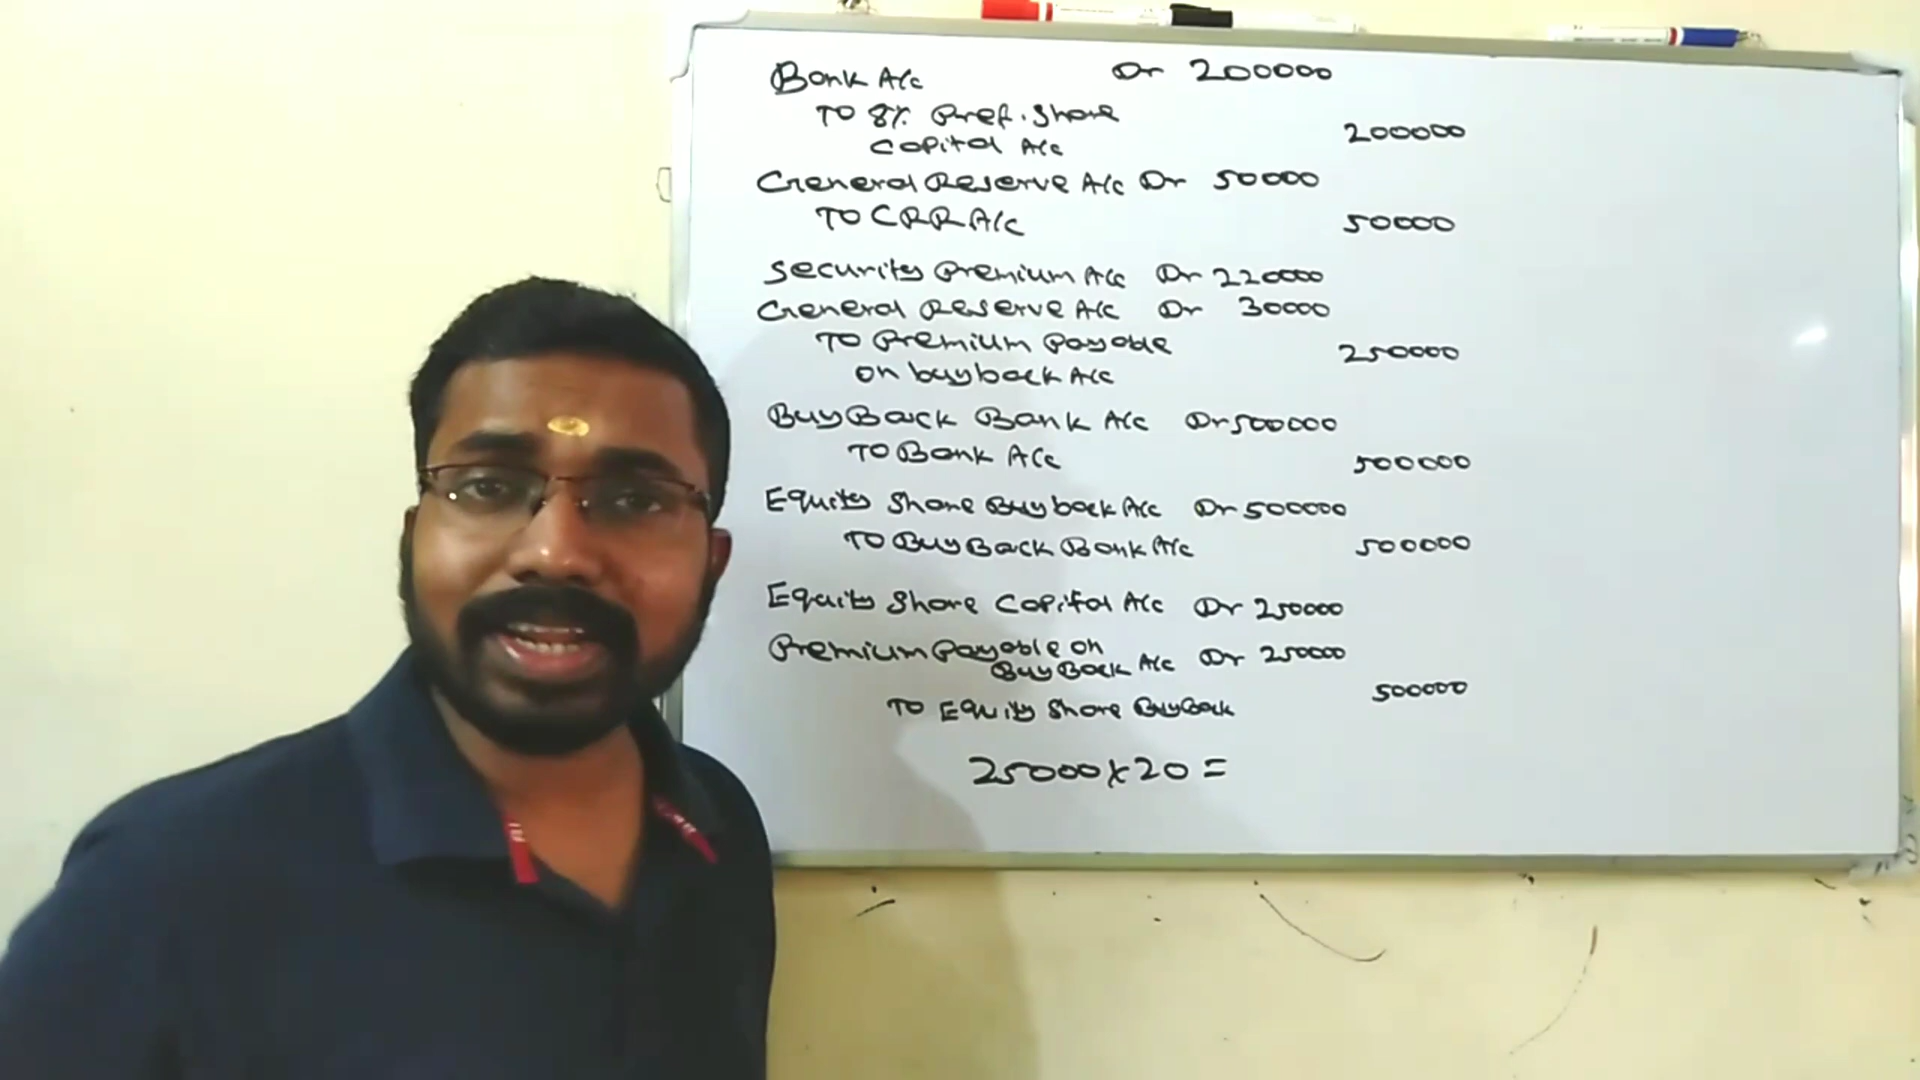 Bank A/c Dr 200000
To 8% Pref. Share
Capital A/c 200000
General Reserve A/c Dr 50000
To CRR A/c 50000
Security Premium A/c Dr 220000
General Reserve A/c Dr 30000
To Premium Payable
on buyback A/c 250000
BuyBack Bank A/c Dr 500000
To Bank A/c 500000
Equity Share Buyback A/c Dr 500000
To BuyBack Bank A/c 500000
Equity Share Capital A/c Dr 250000
Premium Payable on
BuyBack A/c Dr 250000
To Equity Share BuyBack 500000
25000 x 20 =